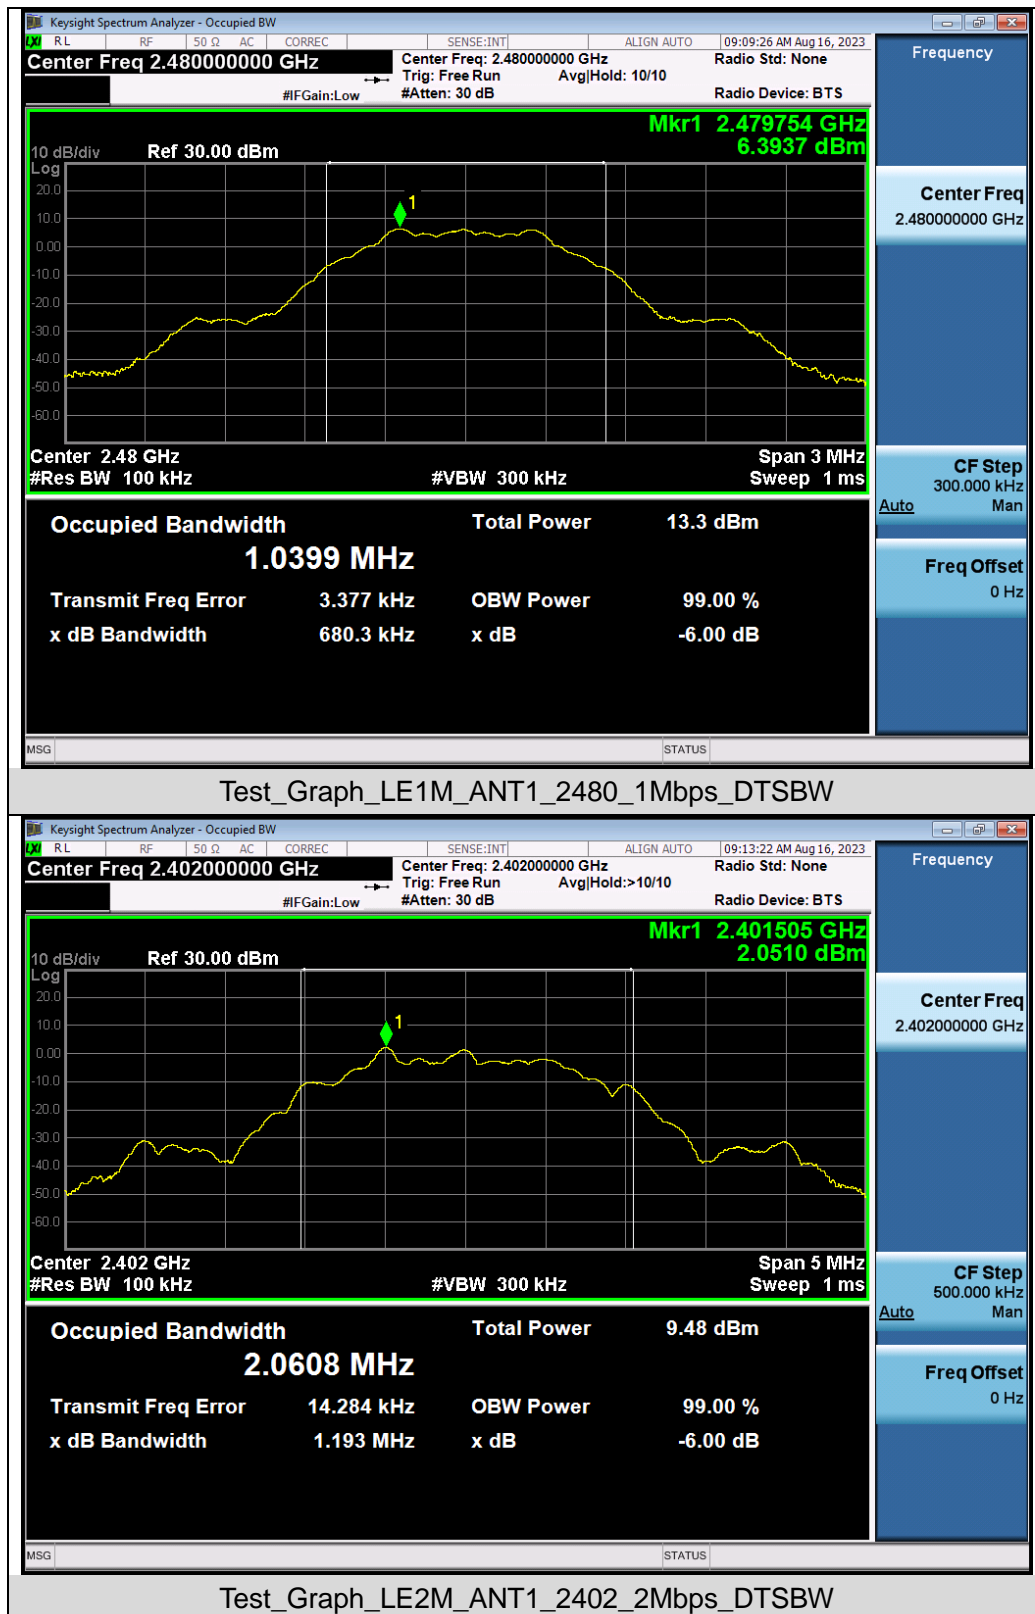 Keysight Spectrum Analyzer - Occupied BW
LXI RL RF 50 Ω AC CORREC SENSE:INT ALIGN AUTO 09:09:26 AM Aug 16, 2023
Center Freq 2.480000000 GHz
Center Freq: 2.480000000 GHz Radio Std: None
Trig: Free Run Avg|Hold: 10/10
#IFGain:Low #Atten: 30 dB Radio Device: BTS
Frequency
Mkr1 2.479754 GHz
6.3937 dBm
10 dB/div Ref 30.00 dBm
Log
20.0
10.0
0.00
-10.0
-20.0
-30.0
-40.0
-50.0
-60.0
1
Center Freq
2.480000000 GHz
Center 2.48 GHz Span 3 MHz
#Res BW 100 kHz #VBW 300 kHz Sweep 1 ms
CF Step
300.000 kHz
Auto Man
Occupied Bandwidth Total Power 13.3 dBm
1.0399 MHz
Transmit Freq Error 3.377 kHz OBW Power 99.00 %
x dB Bandwidth 680.3 kHz x dB -6.00 dB
Freq Offset
0 Hz
MSG STATUS
Test_Graph_LE1M_ANT1_2480_1Mbps_DTSBW
Keysight Spectrum Analyzer - Occupied BW
LXI RL RF 50 Ω AC CORREC SENSE:INT ALIGN AUTO 09:13:22 AM Aug 16, 2023
Center Freq 2.402000000 GHz
Center Freq: 2.402000000 GHz Radio Std: None
Trig: Free Run Avg|Hold:>10/10
#IFGain:Low #Atten: 30 dB Radio Device: BTS
Frequency
Mkr1 2.401505 GHz
2.0510 dBm
10 dB/div Ref 30.00 dBm
Log
20.0
10.0
0.00
-10.0
-20.0
-30.0
-40.0
-50.0
-60.0
1
Center Freq
2.402000000 GHz
Center 2.402 GHz Span 5 MHz
#Res BW 100 kHz #VBW 300 kHz Sweep 1 ms
CF Step
500.000 kHz
Auto Man
Occupied Bandwidth Total Power 9.48 dBm
2.0608 MHz
Transmit Freq Error 14.284 kHz OBW Power 99.00 %
x dB Bandwidth 1.193 MHz x dB -6.00 dB
Freq Offset
0 Hz
MSG STATUS
Test_Graph_LE2M_ANT1_2402_2Mbps_DTSBW